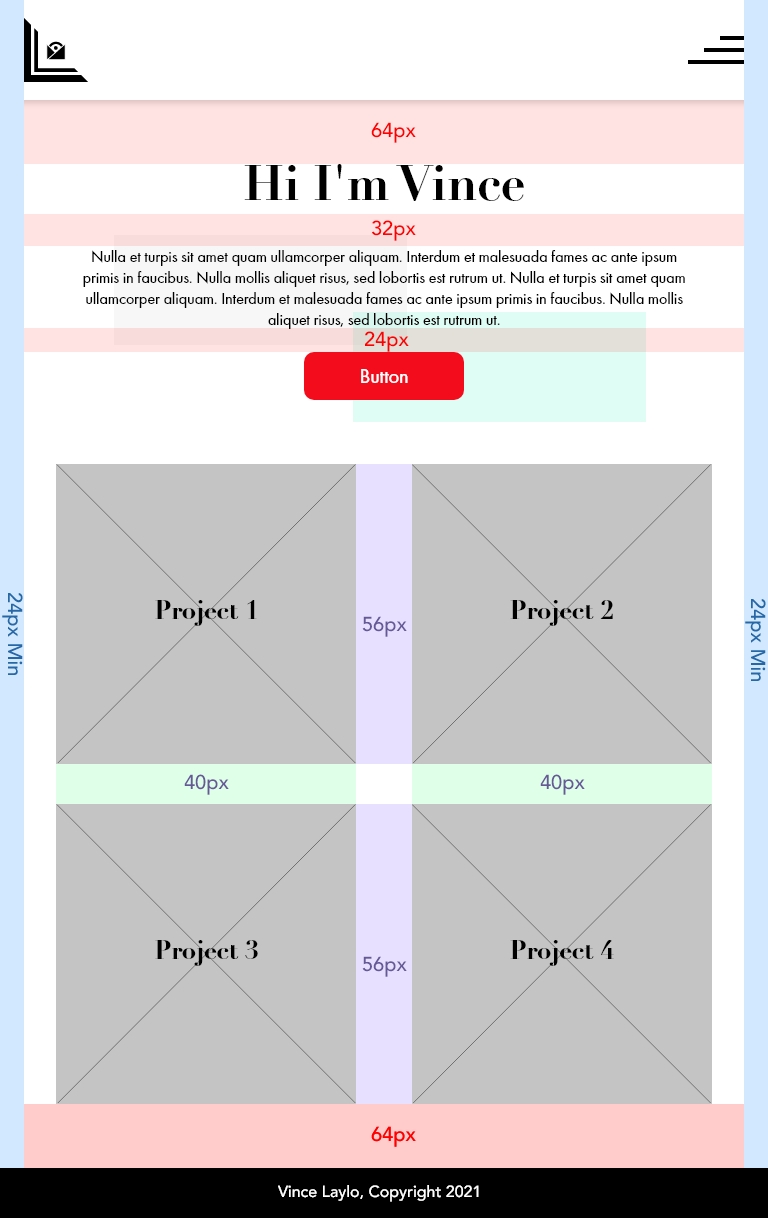 64px
Hi I'm Vince
32px
Nulla et turpis sit amet quam ullamcorper aliquam. Interdum et malesuada fames ac ante ipsum
primis in faucibus. Nulla mollis aliquet risus, sed lobortis est rutrum ut. Nulla et turpis sit amet quam
ullamcorper aliquam. Interdum et malesuada fames ac ante ipsum primis in faucibus. Nulla mollis
aliquet risus, sed lobortis est rutrum ut.
24px
Button
24px Min
Project 1
56px
Project 2
24px Min
40px
40px
Project 3
56px
Project 4
64px
Vince Laylo, Copyright 2021